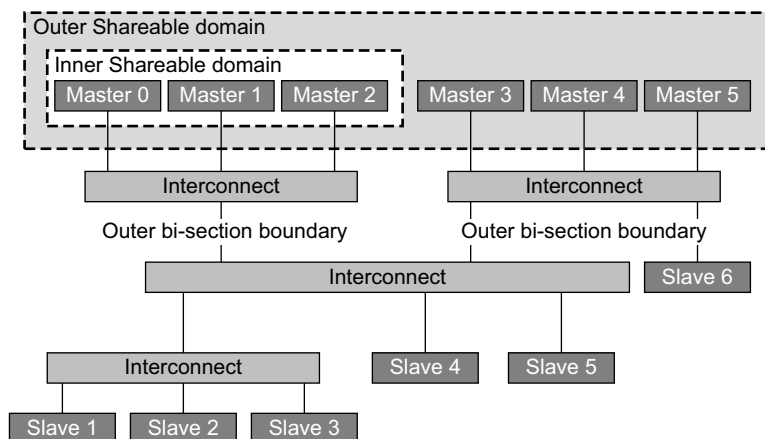 Outer Shareable domain
Inner Shareable domain
Master 0 Master 1 Master 2 Master 3 Master 4 Master 5
Interconnect Interconnect
Outer bi-section boundary Outer bi-section boundary
Interconnect Slave 6
Interconnect Slave 4 Slave 5
Slave 1 Slave 2 Slave 3